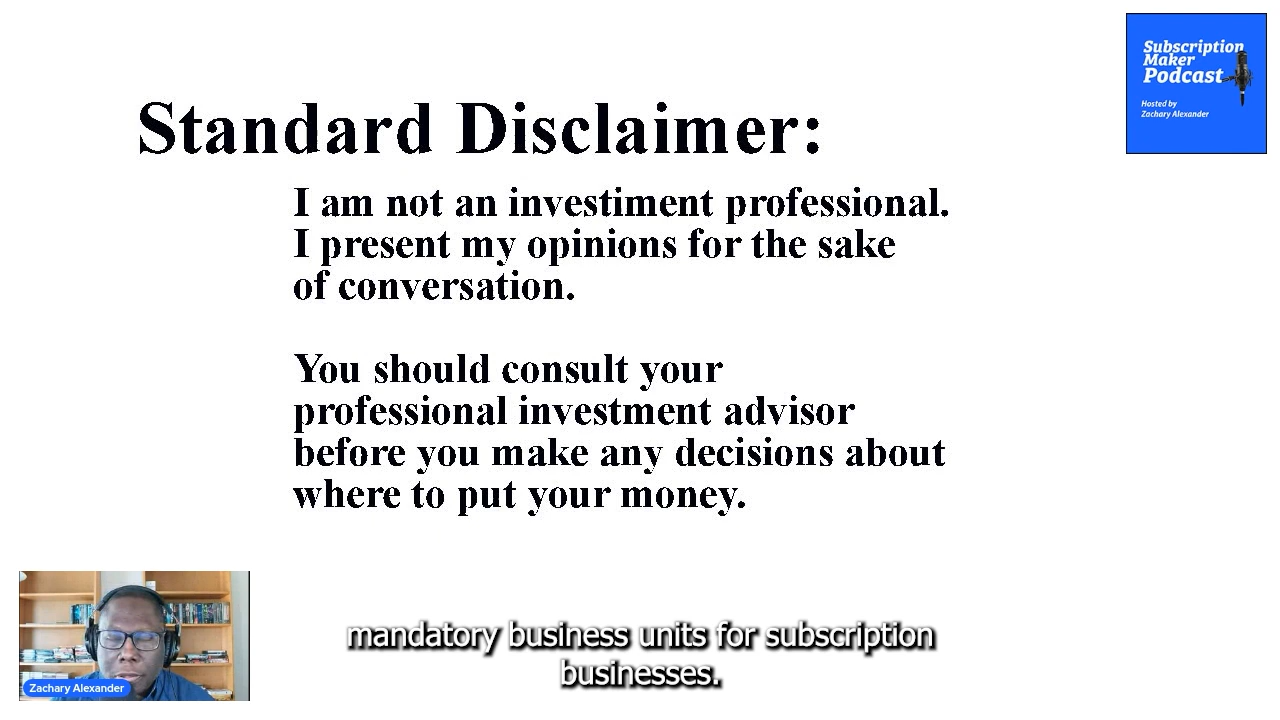 Subscription
Maker
Podcast
Hosted by
Zachary Alexander
Standard Disclaimer:
I am not an investiment professional.
I present my opinions for the sake
of conversation.
You should consult your
professional investment advisor
before you make any decisions about
where to put your money.
Zachary Alexander
mandatory business units for subscription
businesses.